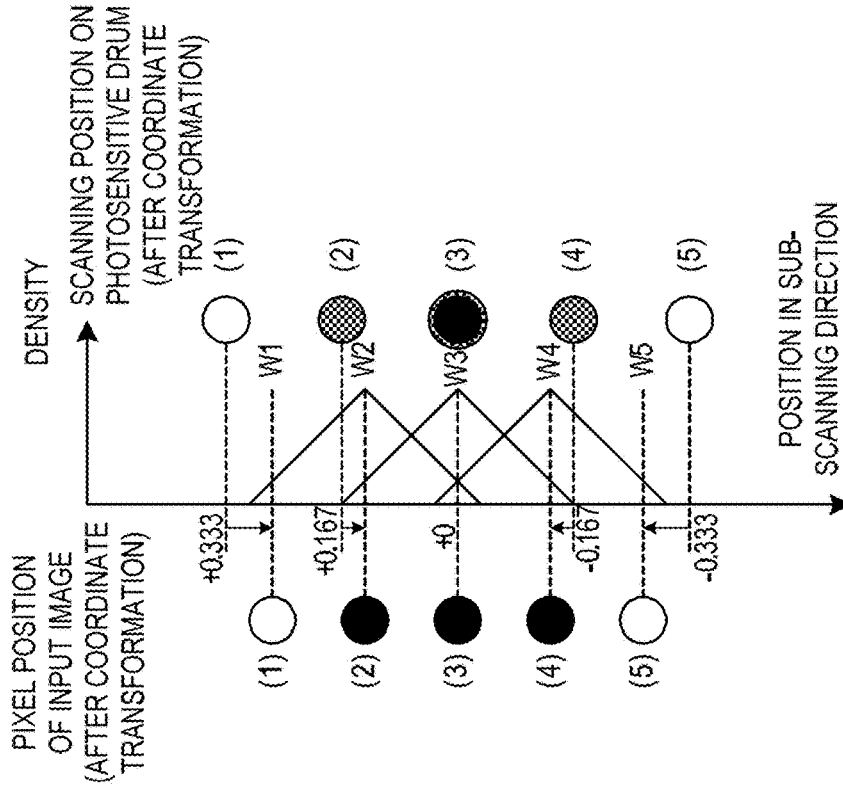 PIXEL POSITION
OF INPUT IMAGE
(AFTER COORDINATE
TRANSFORMATION)
DENSITY
SCANNING POSITION ON
PHOTOSENSITIVE DRUM
(AFTER COORDINATE
TRANSFORMATION)
+0.333
(1)
W1
(1)
+0.167
(2)
W2
(2)
+0
(3)
W3
(3)
-0.167
(4)
W4
(4)
-0.333
(5)
W5
(5)
POSITION IN SUB-
SCANNING DIRECTION